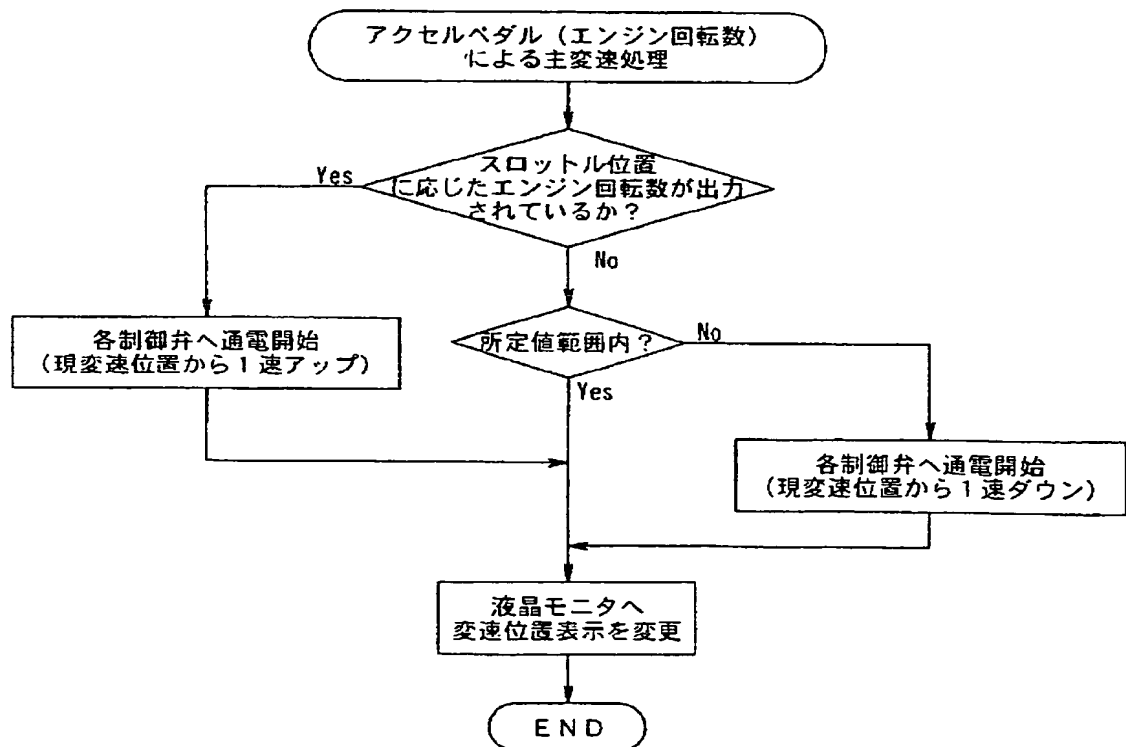 アクセルペダル（エンジン回転数）
による主変速処理
スロットル位置
に応じたエンジン回転数が出力
されているか？
Yes
No
各制御弁へ通電開始
（現変速位置から１速アップ）
所定値範囲内？
No
Yes
各制御弁へ通電開始
（現変速位置から１速ダウン）
液晶モニタへ
変速位置表示を変更
ＥＮＤ